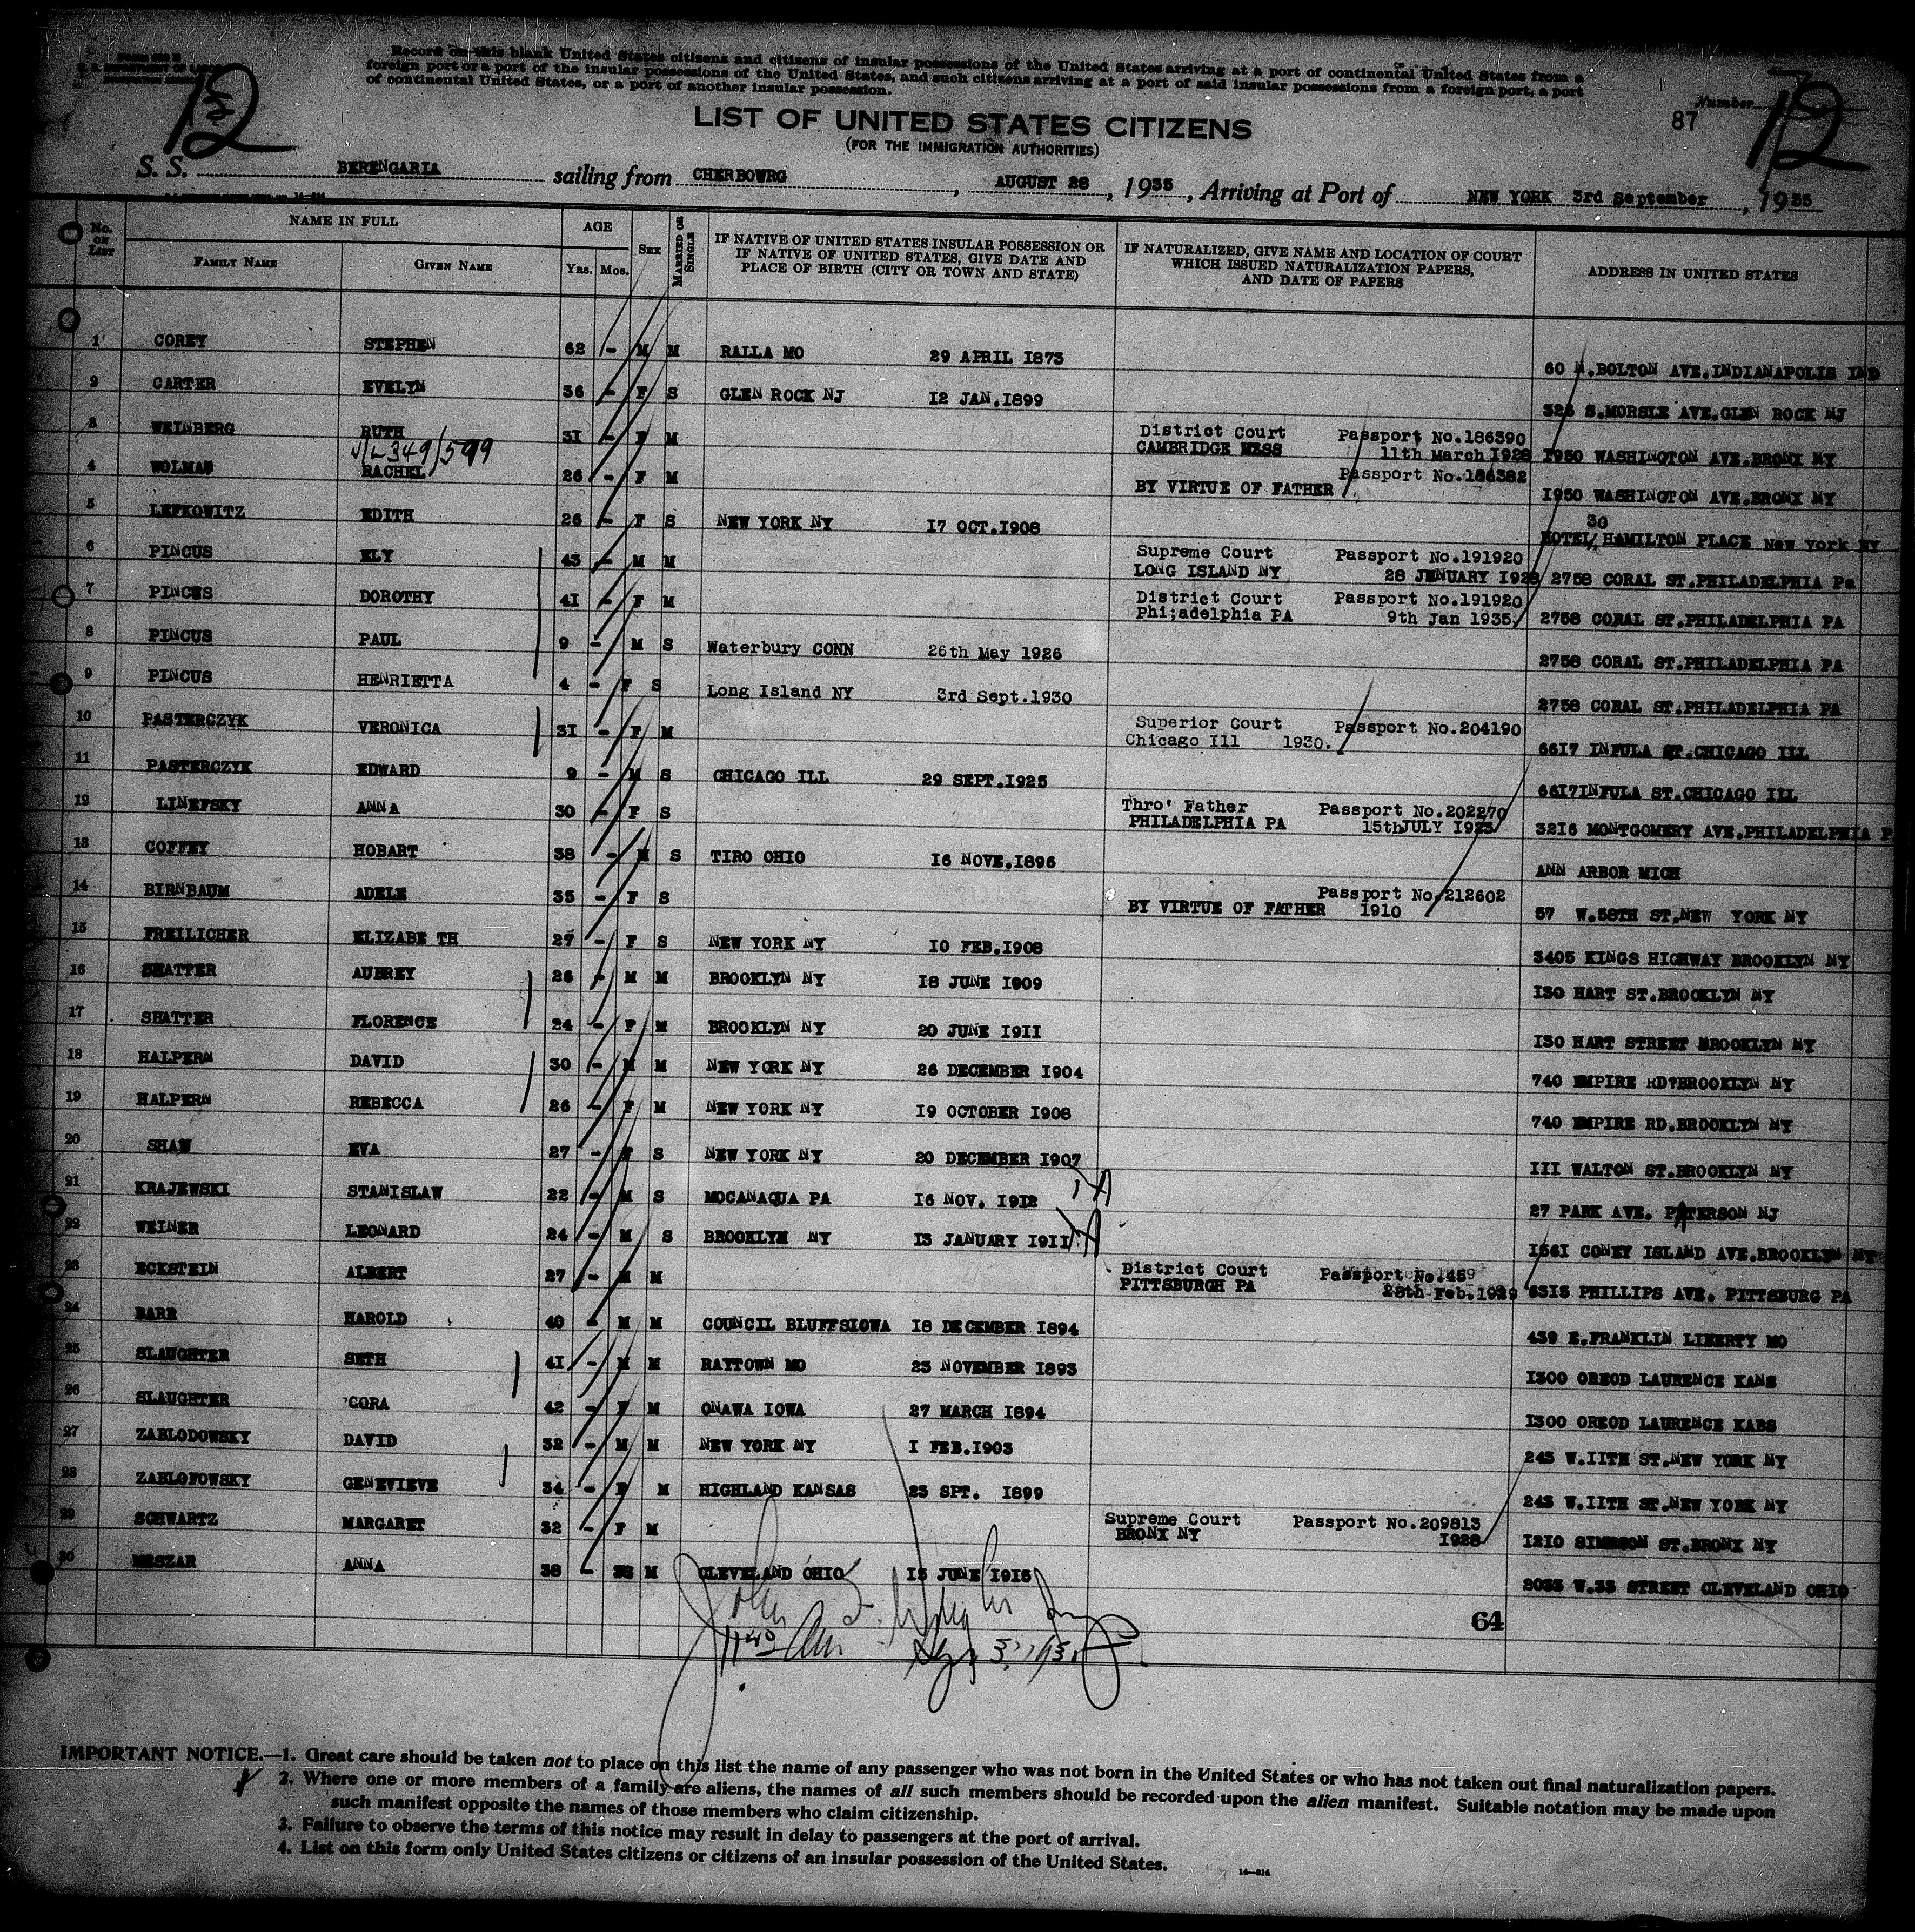 U. S. DEPARTMENT OF LABOR
Record on this blank United States citizens and citizens of insular possessions of the United States arriving at a port of continental United States from a
foreign port or a port of the insular possessions of the United States, and such citizens arriving at a port of said insular possessions from a foreign port, a port
of continental United States, or a port of another insular possession.
12
Number
12
87
LIST OF UNITED STATES CITIZENS
(FOR THE IMMIGRATION AUTHORITIES)
S. S. BERENGARIA sailing from CHERBOURG, AUGUST 28, 1935, Arriving at Port of NEW YORK 3rd September, 1935
No. on List NAME IN FULL AGE Sex Married or Single IF NATIVE OF UNITED STATES INSULAR POSSESSION OR IF NATIVE OF UNITED STATES, GIVE DATE AND PLACE OF BIRTH (CITY OR TOWN AND STATE) IF NATURALIZED, GIVE NAME AND LOCATION OF COURT WHICH ISSUED NATURALIZATION PAPERS, AND DATE OF PAPERS ADDRESS IN UNITED STATES
Family Name Given Name Yrs. Mos.
1 COREY STEPHEN 62 - M M RALLA MO 29 APRIL 1873 60 N.BOLTON AVE.INDIANAPOLIS IND
2 CARTER EVELYN 36 - F S GLEN ROCK NJ 12 JAN.1899 S.MORSLE AVE.GLEN ROCK NJ
3 WEINBERG RUTH 31 - F M District Court Passport No.186390
CAMBRIDGE MESS 11th March 1928 1950 WASHINGTON AVE.BRONX NY
349/599
4 WOLMAN RACHEL 26 - F M Passport No.186382
BY VIRTUE OF FATHER 1950 WASHINGTON AVE.BRONX NY
5 LEFKOWITZ EDITH 26 - F S NEW YORK NY 17 OCT.1908 30
HOTEL/ HAMILTON PLACE New York NY
6 PINCUS ELY 43 - M M Supreme Court Passport No.191920
LONG ISLAND NY 28 JENUARY 1928 2758 CORAL ST.PHILADELPHIA Pa
7 PINCUS DOROTHY 41 - F M District Court Passport No.191920
Phi;adelphia PA 9th Jan 1935 2758 CORAL ST.PHILADELPHIA PA
8 PINCUS PAUL 9 - M S Waterbury CONN 26th May 1926 2758 CORAL ST.PHILADELPHIA PA
9 PINCUS HENRIETTA 4 - F S Long Island NY 3rd Sept.1930 2758 CORAL ST.PHILADELPHIA PA
10 PASTERCZYK VERONICA 31 - F M Superior Court Passport No.204190
Chicago Ill 1930. 6617 INFULA ST.CHICAGO ILL
11 PASTERCZYK EDWARD 9 - M S CHICAGO ILL 29 SEPT.1925 6617INFULA ST.CHICAGO ILL
12 LINEFSKY ANNA 30 - F S Thro' Father Passport No.202270
PHILADELPHIA PA 15thJULY 1923 3216 MONTGOMERY AVE.PHILADELPHIA P
13 COFFEY HOBART 38 - M S TIRO OHIO 16 NOVE.1896 ANN ARBOR MICH
14 BIRNBAUM ADELE 35 - F S Passport No.212602
BY VIRTUE OF FATHER 1910 57 W.58TH ST.NEW YORK NY
15 FREILICHER ELIZABE TH 27 - F S NEW YORK NY 10 FEB.1908 3405 KINGS HIGHWAY BROOKLYN NY
16 SHATTER AUBREY 26 - M M BROOKLYN NY 18 JUNE 1909 130 HART ST.BROOKLYN NY
17 SHATTER FLORENCE 24 - F M BROOKLYN NY 20 JUNE 1911 130 HART STREET BROOKLYN NY
18 HALPERN DAVID 30 - M M NEW YORK NY 26 DECEMBER 1904 740 EMPIRE RD?BROOKLYN NY
19 HALPERN REBECCA 26 - F M NEW YORK NY 19 OCTOBER 1908 740 EMPIRE RD.BROOKLYN NY
20 SHAW EVA 27 - F S NEW YORK NY 20 DECEMBER 1907 111 WALTON ST.BROOKLYN NY
21 KRAJEWSKI STANISLAW 22 - M S MOCANAQUA PA 16 NOV. 1912 27 PARK AVE. PATERSON NJ
22 WEINER LEONARD 24 - M S BROOKLYN NY 13 JANUARY 1911 1561 CONEY ISLAND AVE.BROOKLYN NY
23 ECKSTEIN ALBERT 27 - M M District Court Passport
PITTSBURGH PA 28th Feb.1929 6315 PHILLIPS AVE. PITTSBURG PA
24 BARR HAROLD 40 - M M COUNCIL BLUFFSIOWA 18 DECEMBER 1894 439 E.FRANKLIN LIBERTY MO
25 SLAUGHTER SETH 41 - M M RAYTOWN MO 23 NOVEMBER 1893 1300 OREOD LAURENCE KANS
26 SLAUGHTER CORA 42 - F M ONAWA IOWA 27 MARCH 1894 1300 OREOD LAURENCE KABS
27 ZABLODOWSKY DAVID 32 - M M NEW YORK NY 1 FEB.1903 243 W.11TH ST.NEW YORK NY
28 ZABLOFOWSKY GENEVIEVE 34 - F M HIGHLAND KANSAS 23 SPT. 1899 243 W.11TH ST.NEW YORK NY
29 SCHWARTZ MARGARET 32 - F M Supreme Court Passport No.209813
BRONX NY 1928 1210 SIMPSON ST.BRONX NY
30 MESZAR ANNA 38 - M CLEVELAND OHIO 15 JUNE 1915 2033 W.33 STREET CLEVELAND OHIO
64
IMPORTANT NOTICE.—1. Great care should be taken not to place on this list the name of any passenger who was not born in the United States or who has not taken out final naturalization papers.
2. Where one or more members of a family are aliens, the names of all such members should be recorded upon the alien manifest. Suitable notation may be made upon
such manifest opposite the names of those members who claim citizenship.
3. Failure to observe the terms of this notice may result in delay to passengers at the port of arrival.
4. List on this form only United States citizens or citizens of an insular possession of the United States.
14—814